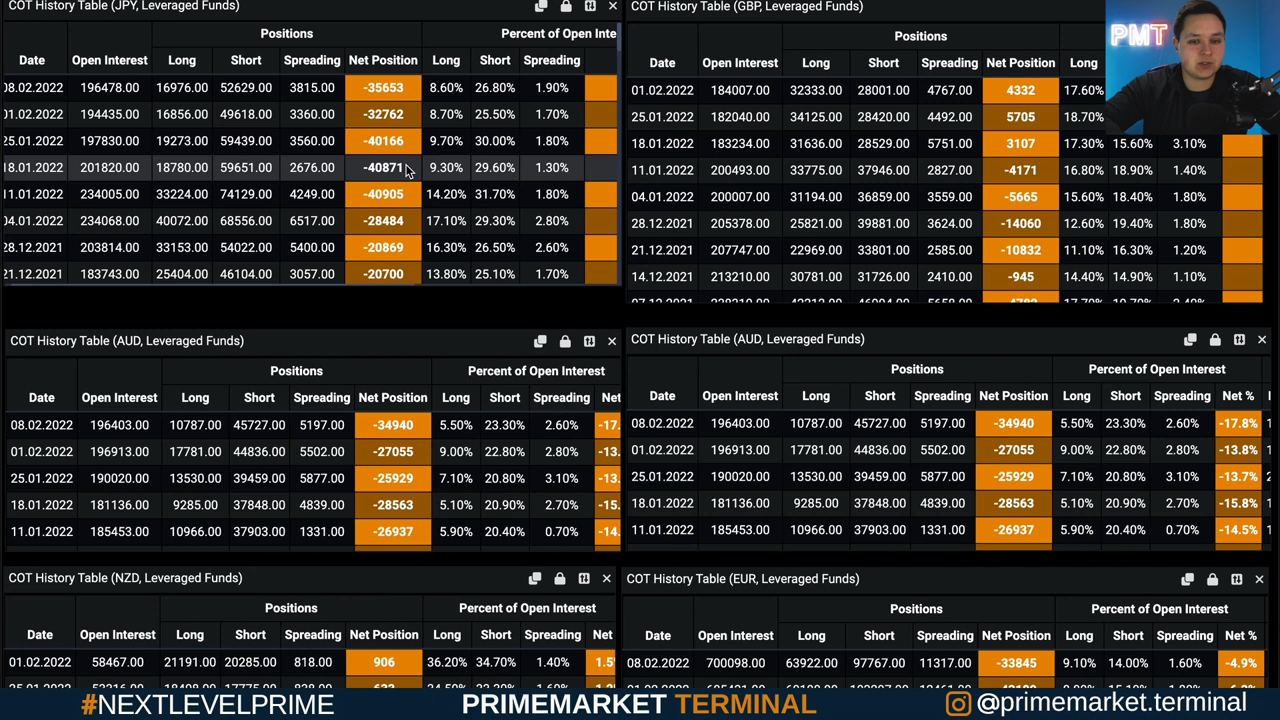 COT History Table (JPY, Leveraged Funds)
Positions Percent of Open Inte
Date Open Interest Long Short Spreading Net Position Long Short Spreading
08.02.2022 196478.00 16976.00 52629.00 3815.00 -35653 8.60% 26.80% 1.90%
01.02.2022 194435.00 16856.00 49618.00 3360.00 -32762 8.70% 25.50% 1.70%
25.01.2022 197830.00 19273.00 59439.00 3560.00 -40166 9.70% 30.00% 1.80%
18.01.2022 201820.00 18780.00 59651.00 2676.00 -40871 9.30% 29.60% 1.30%
11.01.2022 234005.00 33224.00 74129.00 4249.00 -40905 14.20% 31.70% 1.80%
04.01.2022 234068.00 40072.00 68556.00 6517.00 -28484 17.10% 29.30% 2.80%
28.12.2021 203814.00 33153.00 54022.00 5400.00 -20869 16.30% 26.50% 2.60%
21.12.2021 183743.00 25404.00 46104.00 3057.00 -20700 13.80% 25.10% 1.70%
COT History Table (GBP, Leveraged Funds)
Positions
Date Open Interest Long Short Spreading Net Position Long
01.02.2022 184007.00 32333.00 28001.00 4767.00 4332 17.60%
25.01.2022 182040.00 34125.00 28420.00 4492.00 5705 18.70%
18.01.2022 183234.00 31636.00 28529.00 5751.00 3107 17.30% 15.60% 3.10%
11.01.2022 200493.00 33775.00 37946.00 2827.00 -4171 16.80% 18.90% 1.40%
04.01.2022 200007.00 31194.00 36859.00 3559.00 -5665 15.60% 18.40% 1.80%
28.12.2021 205378.00 25821.00 39881.00 3624.00 -14060 12.60% 19.40% 1.80%
21.12.2021 207747.00 22969.00 33801.00 2585.00 -10832 11.10% 16.30% 1.20%
14.12.2021 213210.00 30781.00 31726.00 2410.00 -945 14.40% 14.90% 1.10%
PMT
COT History Table (AUD, Leveraged Funds)
Positions Percent of Open Interest
Date Open Interest Long Short Spreading Net Position Long Short Spreading Net
08.02.2022 196403.00 10787.00 45727.00 5197.00 -34940 5.50% 23.30% 2.60% -17.
01.02.2022 196913.00 17781.00 44836.00 5502.00 -27055 9.00% 22.80% 2.80% -13.
25.01.2022 190020.00 13530.00 39459.00 5877.00 -25929 7.10% 20.80% 3.10% -13.
18.01.2022 181136.00 9285.00 37848.00 4839.00 -28563 5.10% 20.90% 2.70% -15.
11.01.2022 185453.00 10966.00 37903.00 1331.00 -26937 5.90% 20.40% 0.70% -14.
COT History Table (AUD, Leveraged Funds)
Positions Percent of Open Interest
Date Open Interest Long Short Spreading Net Position Long Short Spreading Net %
08.02.2022 196403.00 10787.00 45727.00 5197.00 -34940 5.50% 23.30% 2.60% -17.8%
01.02.2022 196913.00 17781.00 44836.00 5502.00 -27055 9.00% 22.80% 2.80% -13.8%
25.01.2022 190020.00 13530.00 39459.00 5877.00 -25929 7.10% 20.80% 3.10% -13.7%
18.01.2022 181136.00 9285.00 37848.00 4839.00 -28563 5.10% 20.90% 2.70% -15.8%
11.01.2022 185453.00 10966.00 37903.00 1331.00 -26937 5.90% 20.40% 0.70% -14.5%
COT History Table (NZD, Leveraged Funds)
Positions Percent of Open Interest
Date Open Interest Long Short Spreading Net Position Long Short Spreading Net
01.02.2022 58467.00 21191.00 20285.00 818.00 906 36.20% 34.70% 1.40% 1.5
COT History Table (EUR, Leveraged Funds)
Positions Percent of Open Interest
Date Open Interest Long Short Spreading Net Position Long Short Spreading Net %
08.02.2022 700098.00 63922.00 97767.00 11317.00 -33845 9.10% 14.00% 1.60% -4.9%
#NEXTLEVELPRIME PRIMEMARKET TERMINAL @primemarket.terminal